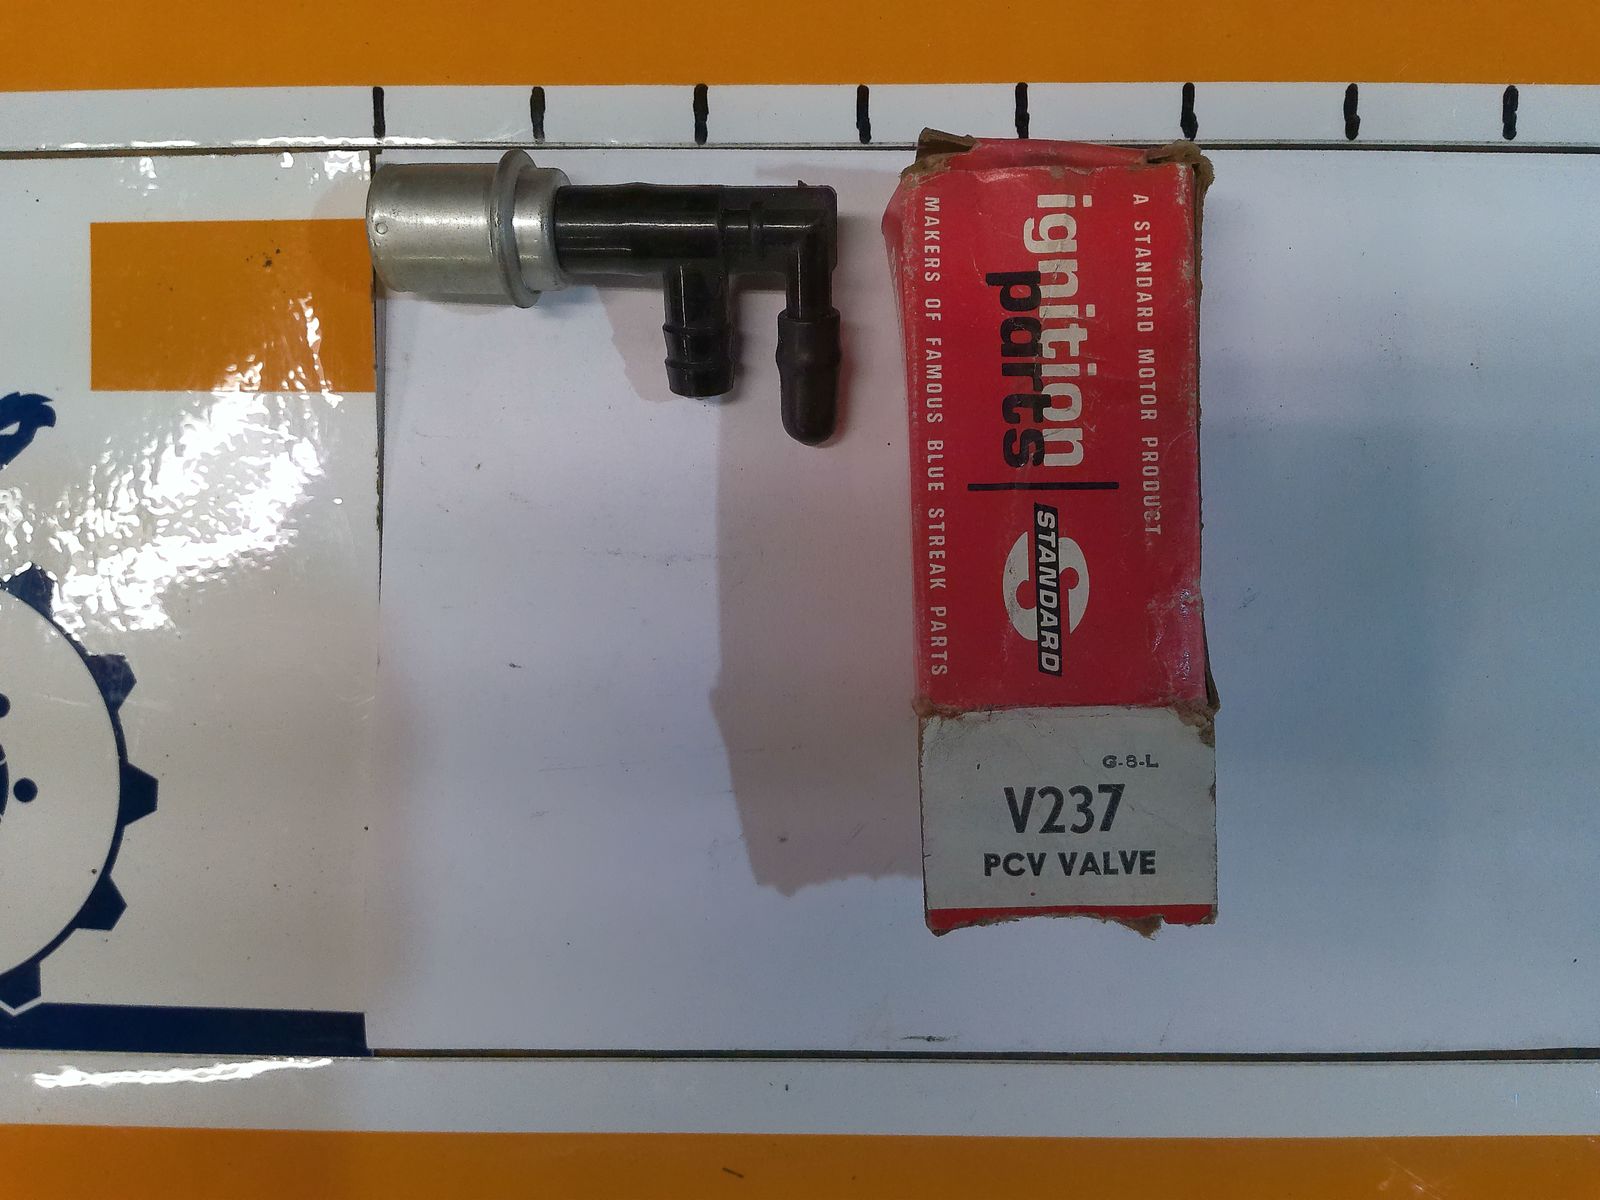 A STANDARD MOTOR PRODUCT
ignition
parts
STANDARD
MAKERS OF FAMOUS BLUE STREAK PARTS
G-8-L
V237
PCV VALVE